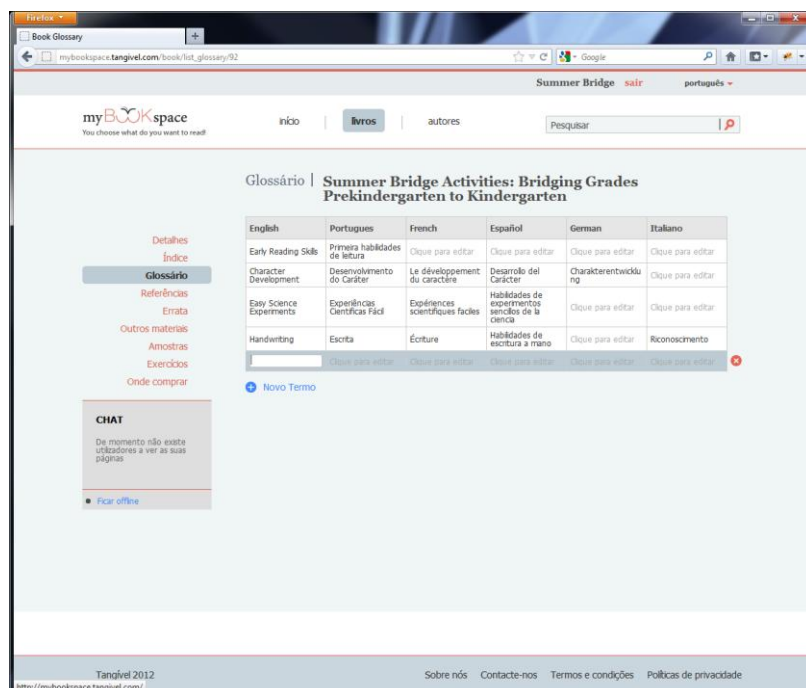 Firefox
Book Glossary
mybookspace.tangivel.com/book/list_glossary/92
Google
Summer Bridge sair português
myBOOKspace
You choose what do you want to read!
início | livros | autores
Pesquisar
Glossário | Summer Bridge Activities: Bridging Grades
Prekindergarten to Kindergarten
Detalhes
Índice
Glossário
Referências
Errata
Outros materiais
Amostras
Exercícios
Onde comprar
English Portugues French Español German Italiano
Early Reading Skills
Primeira habilidades
de leitura
Clique para editar
Clique para editar
Clique para editar
Clique para editar
Character
Development
Desenvolvimento
do Caráter
Le développement
du caractère
Desarrollo del
Carácter
Charakterentwicklu
ng
Clique para editar
Easy Science
Experiments
Experiências
Científicas Fácil
Expériences
scientifiques faciles
Habilidades de
experimentos
sencillos de la
ciencia
Clique para editar
Clique para editar
Handwriting
Escrita
Écriture
Habilidades de
escritura a mano
Clique para editar
Riconoscimento
Clique para editar
Clique para editar
Clique para editar
Clique para editar
Clique para editar
Novo Termo
CHAT
De momento não existe
utilizadores a ver as suas
páginas
Ficar offline
Tangível 2012
Sobre nós Contacte-nos Termos e condições Políticas de privacidade
http://mybookspace.tangivel.com/